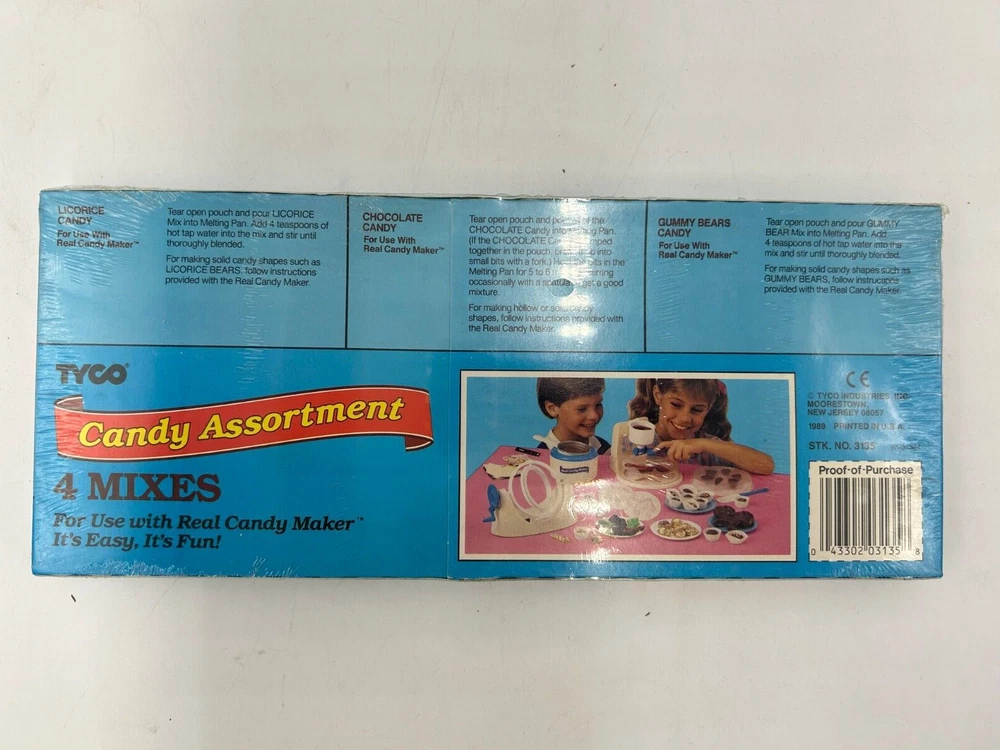 LICORICE
CANDY
For Use With
Real Candy Maker™
Tear open pouch and pour LICORICE
Mix into Melting Pan. Add 4 teaspoons of
hot tap water into the mix and stir until
thoroughly blended.
For making solid candy shapes such as
LICORICE BEARS, follow instructions
provided with the Real Candy Maker.
CHOCOLATE
CANDY
For Use With
Real Candy Maker™
Tear open pouch and of the
CHOCOLATE Candy Pan.
(If the CHOCOLATE
together in the pouch, into
small bits with a fork.) bits in the
Melting Pan for 5 to 8
occasionally with a spatula a good
mixture.
For making hollow or solid candy
shapes, follow instructions provided with
the Real Candy Maker.
GUMMY BEARS
CANDY
For Use With
Real Candy Maker™
Tear open pouch and pour GUMMY
BEAR Mix into Melting Pan. Add
4 teaspoons of hot tap water into the
mix and stir until thoroughly blended.
For making solid candy shapes such as
GUMMY BEARS, follow instructions
provided with the Real Candy Maker.
TYCO®
Candy Assortment
4 MIXES
For Use with Real Candy Maker™
It's Easy, It's Fun!
CE
© TYCO INDUSTRIES, INC.
MOORESTOWN,
NEW JERSEY 08057
1989 PRINTED IN U.S.A.
STK. NO. 3135
Proof-of-Purchase
0 43302 03135 8